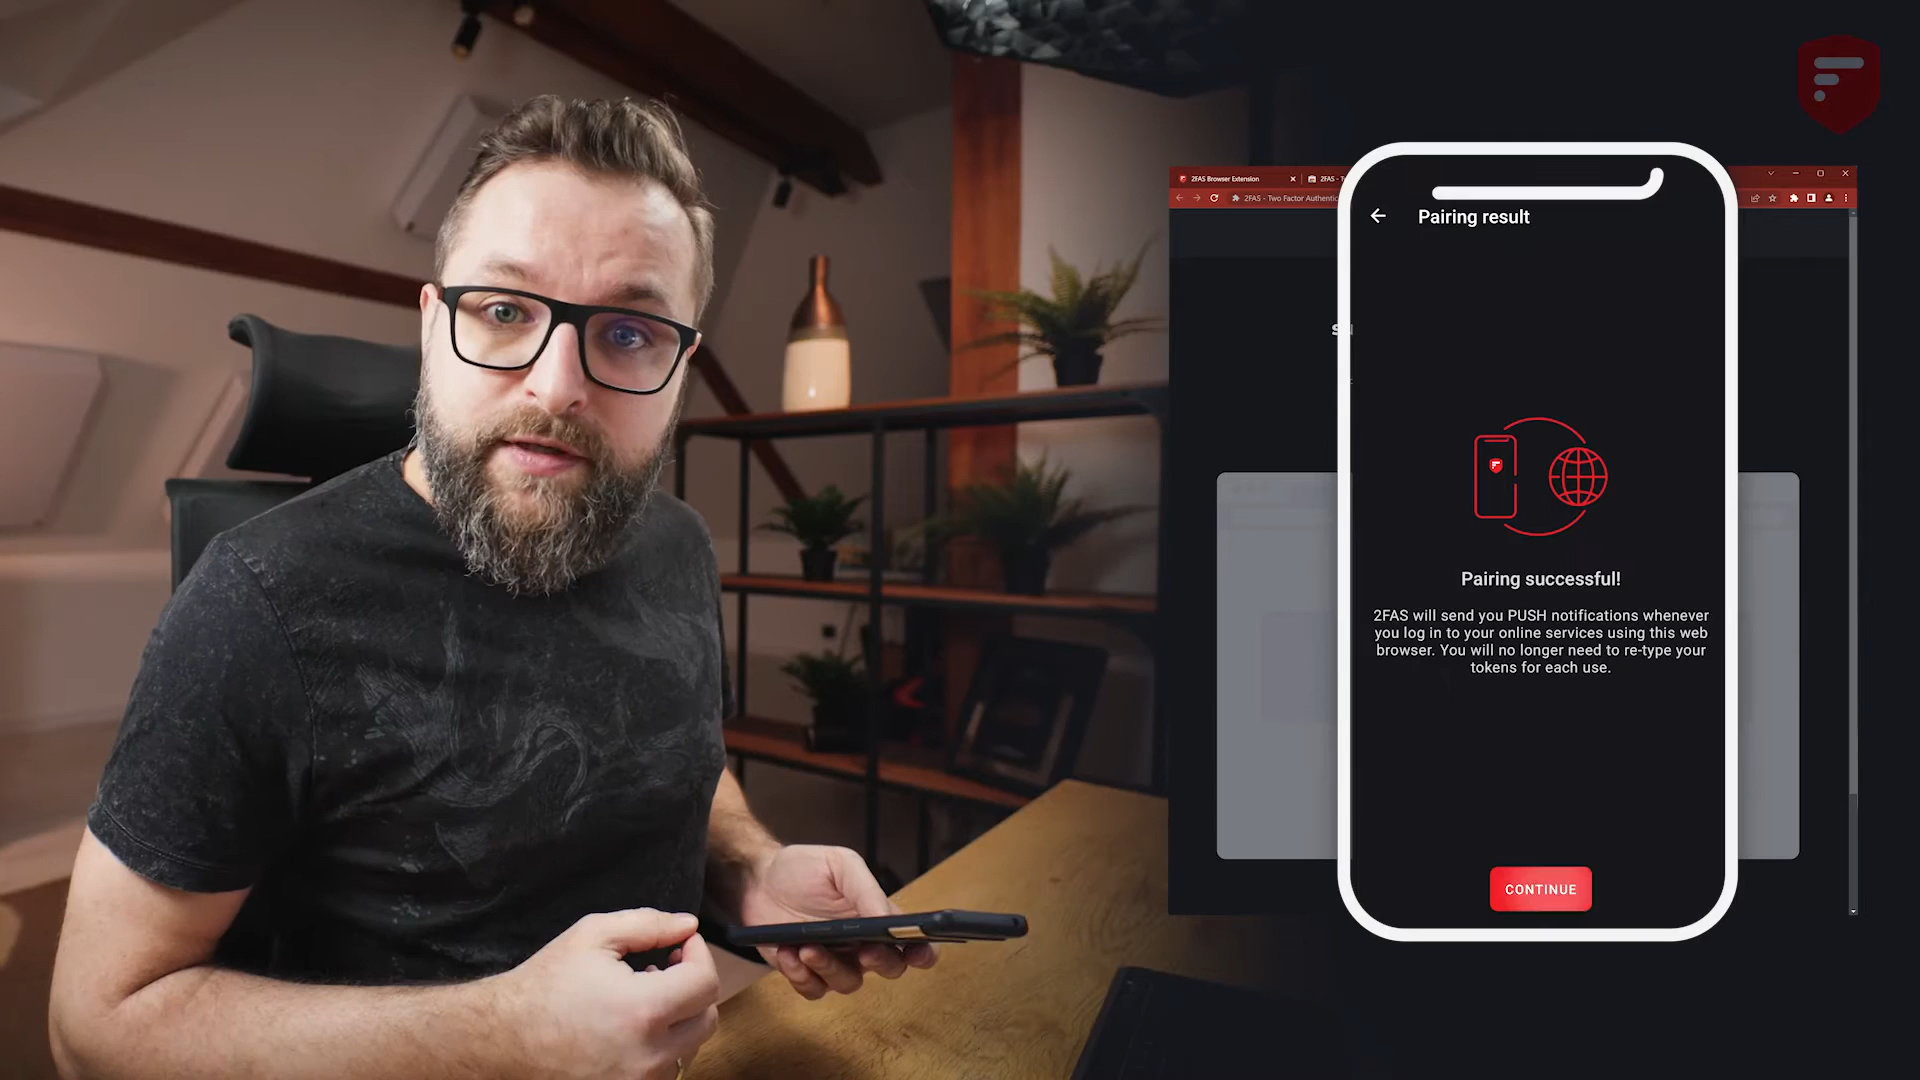 2FAS Browser Extension
2FAS -
2FAS - Two Factor Authentic
Pairing result
Pairing successful!
2FAS will send you PUSH notifications whenever
you log in to your online services using this web
browser. You will no longer need to re-type your
tokens for each use.
CONTINUE